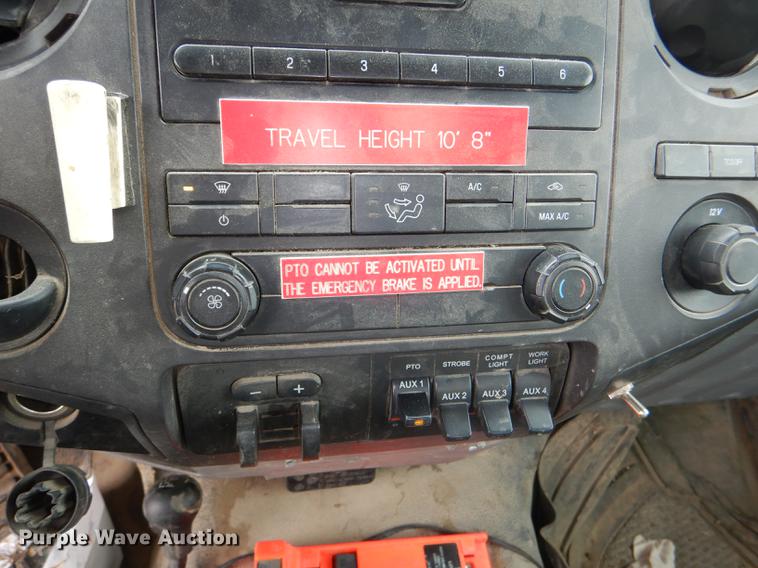 1 2 3 4 5 6
TRAVEL HEIGHT 10' 8"
A/C
MAX A/C
12V
PTO CANNOT BE ACTIVATED UNTIL
THE EMERGENCY BRAKE IS APPLIED.
PTO STROBE COMPT LIGHT WORK LIGHT
AUX 1 AUX 2 AUX 3 AUX 4
− +
Purple Wave Auction